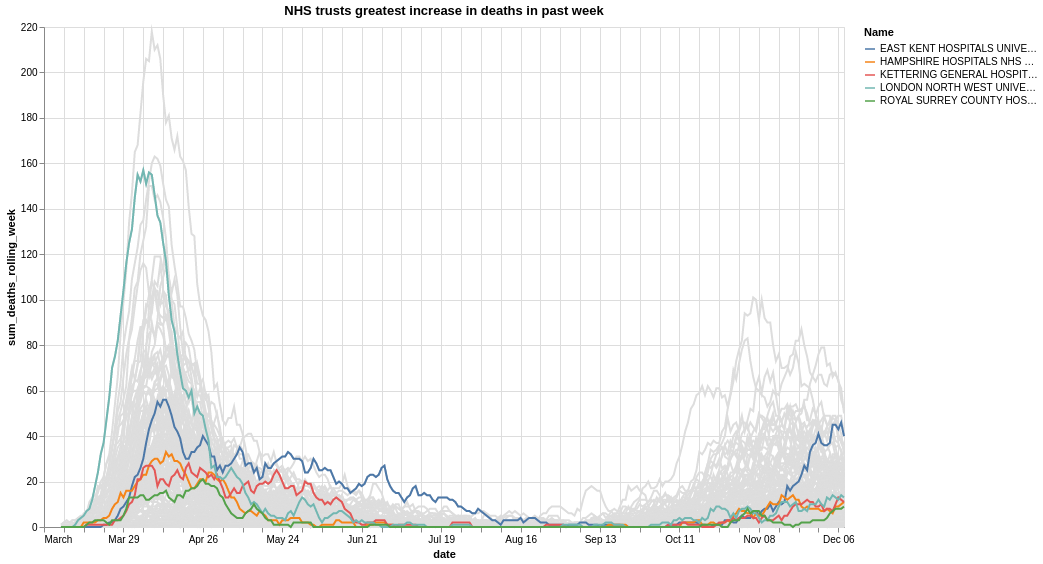 NHS trusts greatest increase in deaths in past week
220
200
180
160
140
120
100
80
60
40
20
0
sum_deaths_rolling_week
March
Mar 29
Apr 26
May 24
Jun 21
Jul 19
Aug 16
Sep 13
Oct 11
Nov 08
Dec 06
date
Name
EAST KENT HOSPITALS UNIVE…
HAMPSHIRE HOSPITALS NHS …
KETTERING GENERAL HOSPIT…
LONDON NORTH WEST UNIVE…
ROYAL SURREY COUNTY HOS…